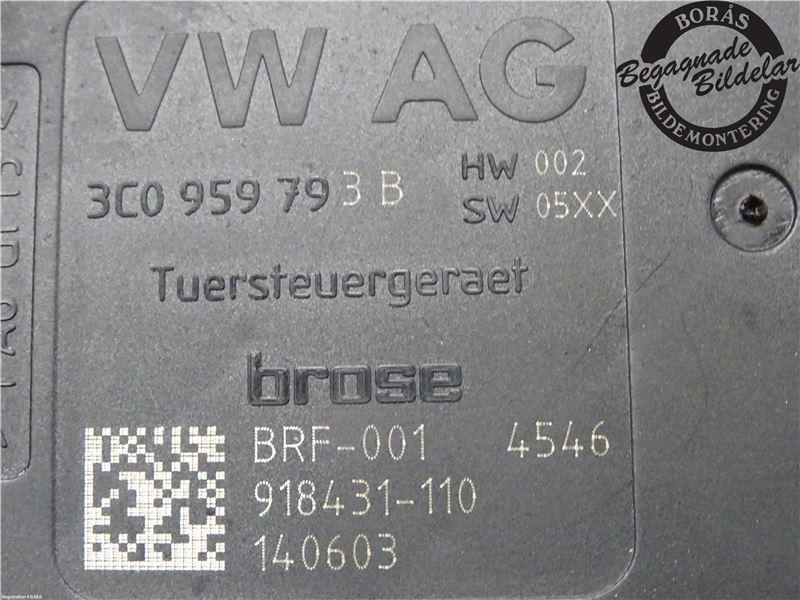 VW AG
3C0 959 793 B
HW 002
SW 05XX
Tuersteuergeraet
brose
BRF-001 4546
918431-110
140603
BORÅS
Begagnade
Bildelar
BILDEMONTERING